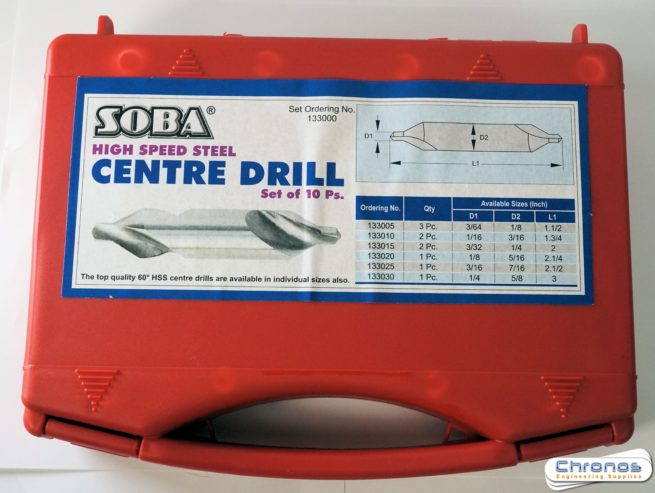 SOBA®
Set Ordering No.
133000
HIGH SPEED STEEL
CENTRE DRILL
Set of 10 Ps.
The top quality 60° HSS centre drills are available in individual sizes also.
D1
D2
L1
Ordering No. Qty Available Sizes (Inch)
D1 D2 L1
133005 3 Pc. 3/64 1/8 1.1/2
133010 2 Pc. 1/16 3/16 1.3/4
133015 2 Pc. 3/32 1/4 2
133020 1 Pc. 1/8 5/16 2.1/4
133025 1 Pc. 3/16 7/16 2.1/2
133030 1 Pc. 1/4 5/8 3
Chronos
Engineering Supplies